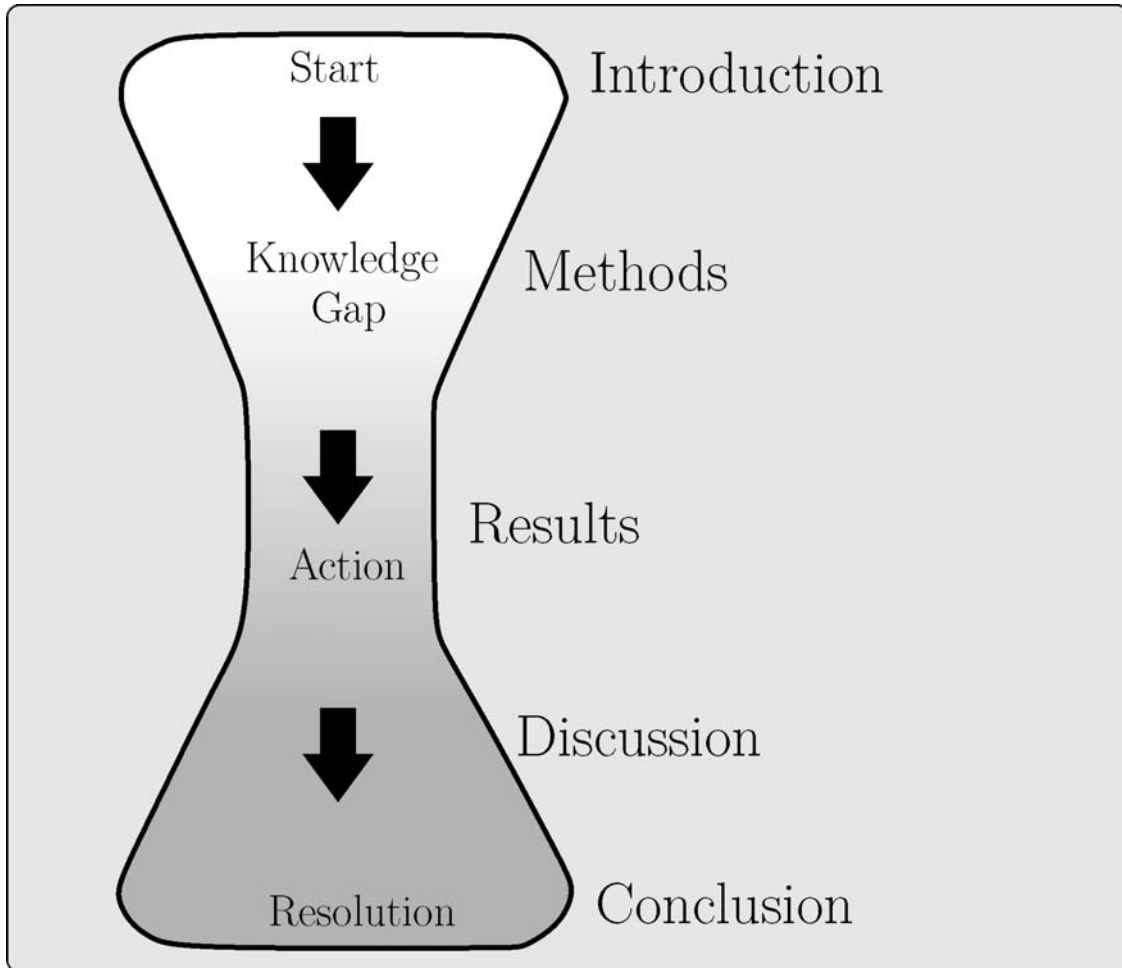 Start
Introduction
Knowledge
Gap
Methods
Results
Action
Discussion
Resolution
Conclusion